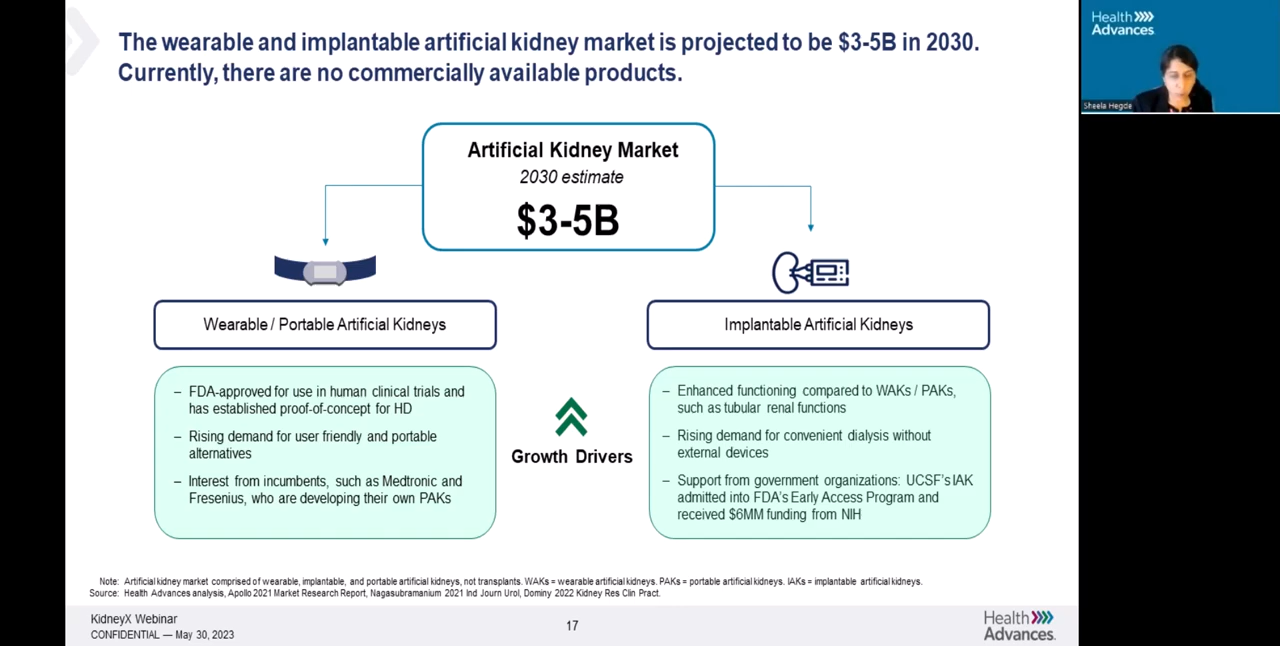 The wearable and implantable artificial kidney market is projected to be $3-5B in 2030.
Currently, there are no commercially available products.
Health
Advances
Sheela Hegde
Artificial Kidney Market
2030 estimate
$3-5B
Wearable / Portable Artificial Kidneys
– FDA-approved for use in human clinical trials and
has established proof-of-concept for HD
– Rising demand for user friendly and portable
alternatives
– Interest from incumbents, such as Medtronic and
Fresenius, who are developing their own PAKs
Growth Drivers
Implantable Artificial Kidneys
– Enhanced functioning compared to WAKs / PAKs,
such as tubular renal functions
– Rising demand for convenient dialysis without
external devices
– Support from government organizations: UCSF's IAK
admitted into FDA's Early Access Program and
received $6MM funding from NIH
Note: Artificial kidney market comprised of wearable, implantable, and portable artificial kidneys, not transplants. WAKs = wearable artificial kidneys. PAKs = portable artificial kidneys. IAKs = implantable artificial kidneys.
Source: Health Advances analysis, Apollo 2021 Market Research Report, Nagasubramanium 2021 Ind Journ Urol, Dominy 2022 Kidney Res Clin Pract.
KidneyX Webinar
CONFIDENTIAL — May 30, 2023
17
Health
Advances.